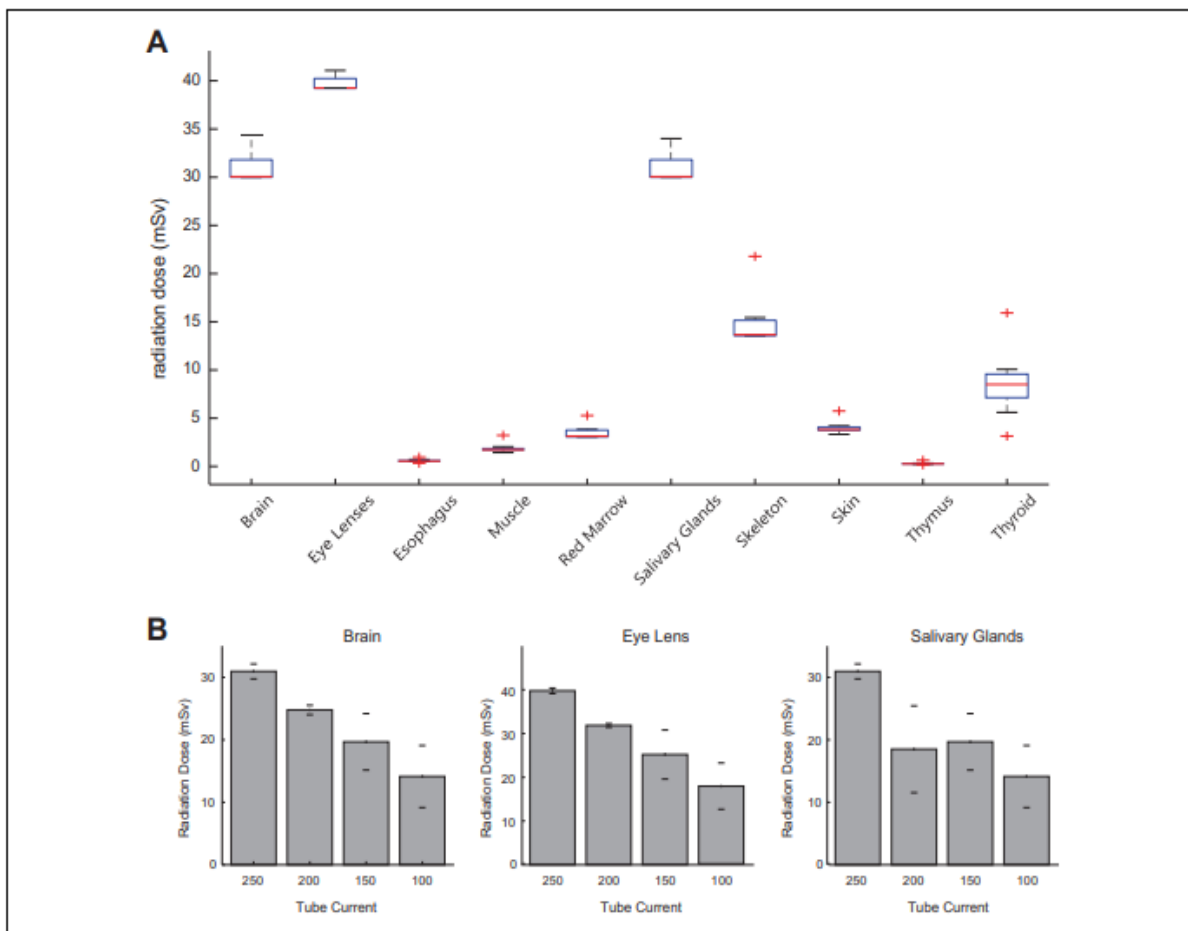 A
radiation dose (mSv)
40
35
30
25
20
15
10
5
0
Brain
Eye Lenses
Esophagus
Muscle
Red Marrow
Salivary Glands
Skeleton
Skin
Thymus
Thyroid
B
Brain
Radiation Dose (mSv)
30
20
10
0
250 200 150 100
Tube Current
Eye Lens
Radiation Dose (mSv)
40
30
20
10
0
250 200 150 100
Tube Current
Salivary Glands
Radiation Dose (mSv)
30
20
10
0
250 200 150 100
Tube Current